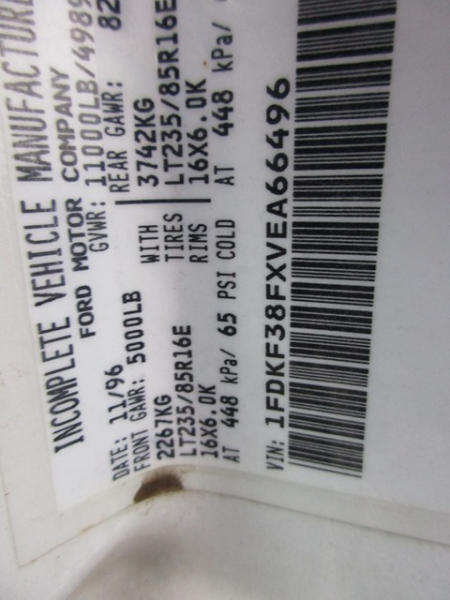 INCOMPLETE VEHICLE MANUFACTURE
FORD MOTOR COMPANY
DATE: 11/96 GVWR: 11000LB/4989
FRONT GAWR: 5000LB REAR GAWR: 82
2267KG WITH 3742KG
LT235/85R16E TIRES LT235/85R16E
16X6.0K RIMS 16X6.0K
AT 448 kPa/ 65 PSI COLD AT 448 kPa/
VIN: 1FDKF38FXVEA66496